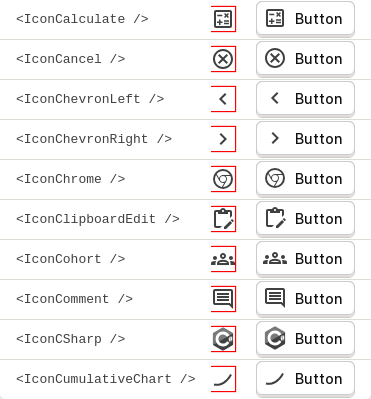 <IconCalculate /> Button
<IconCancel /> Button
<IconChevronLeft /> Button
<IconChevronRight /> Button
<IconChrome /> Button
<IconClipboardEdit /> Button
<IconCohort /> Button
<IconComment /> Button
<IconCSharp /> Button
<IconCumulativeChart /> Button